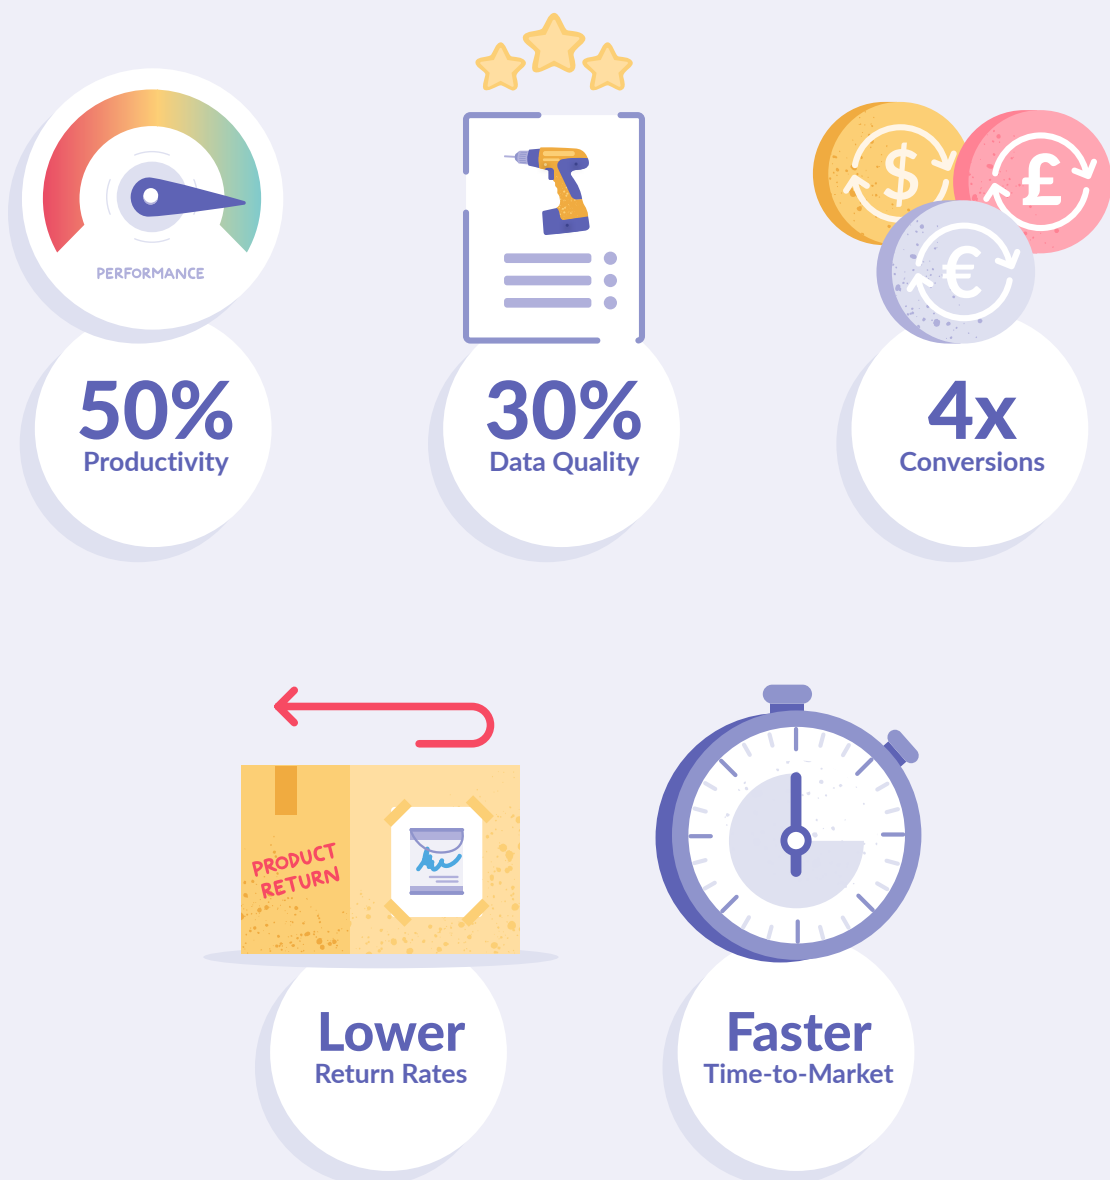 PERFORMANCE
$
£
€
50%
Productivity
30%
Data Quality
4x
Conversions
PRODUCT
RETURN
Lower
Return Rates
Faster
Time-to-Market